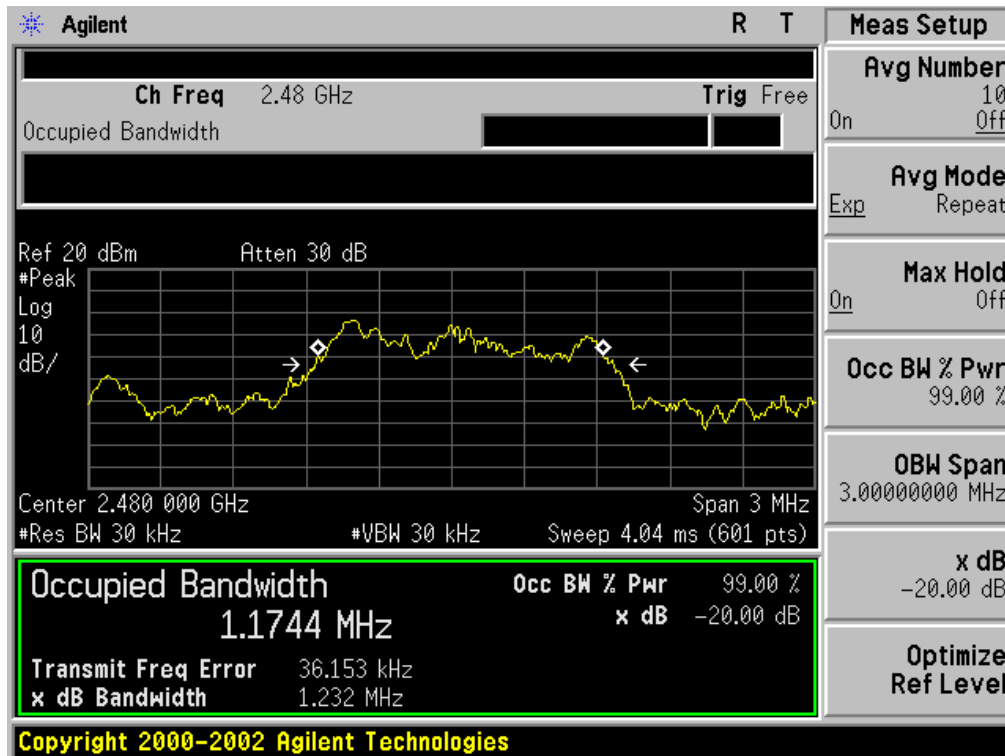 Agilent R T
Ch Freq 2.48 GHz Trig Free
Occupied Bandwidth
Ref 20 dBm Atten 30 dB
#Peak
Log
10
dB/
Center 2.480 000 GHz Span 3 MHz
#Res BW 30 kHz #VBW 30 kHz Sweep 4.04 ms (601 pts)
Occupied Bandwidth
1.1744 MHz
Occ BW % Pwr 99.00 %
x dB -20.00 dB
Transmit Freq Error 36.153 kHz
x dB Bandwidth 1.232 MHz
Copyright 2000-2002 Agilent Technologies
Meas Setup
Avg Number
10
On Off
Avg Mode
Exp Repeat
Max Hold
On Off
Occ BW % Pwr
99.00 %
OBW Span
3.00000000 MHz
x dB
-20.00 dB
Optimize
Ref Level